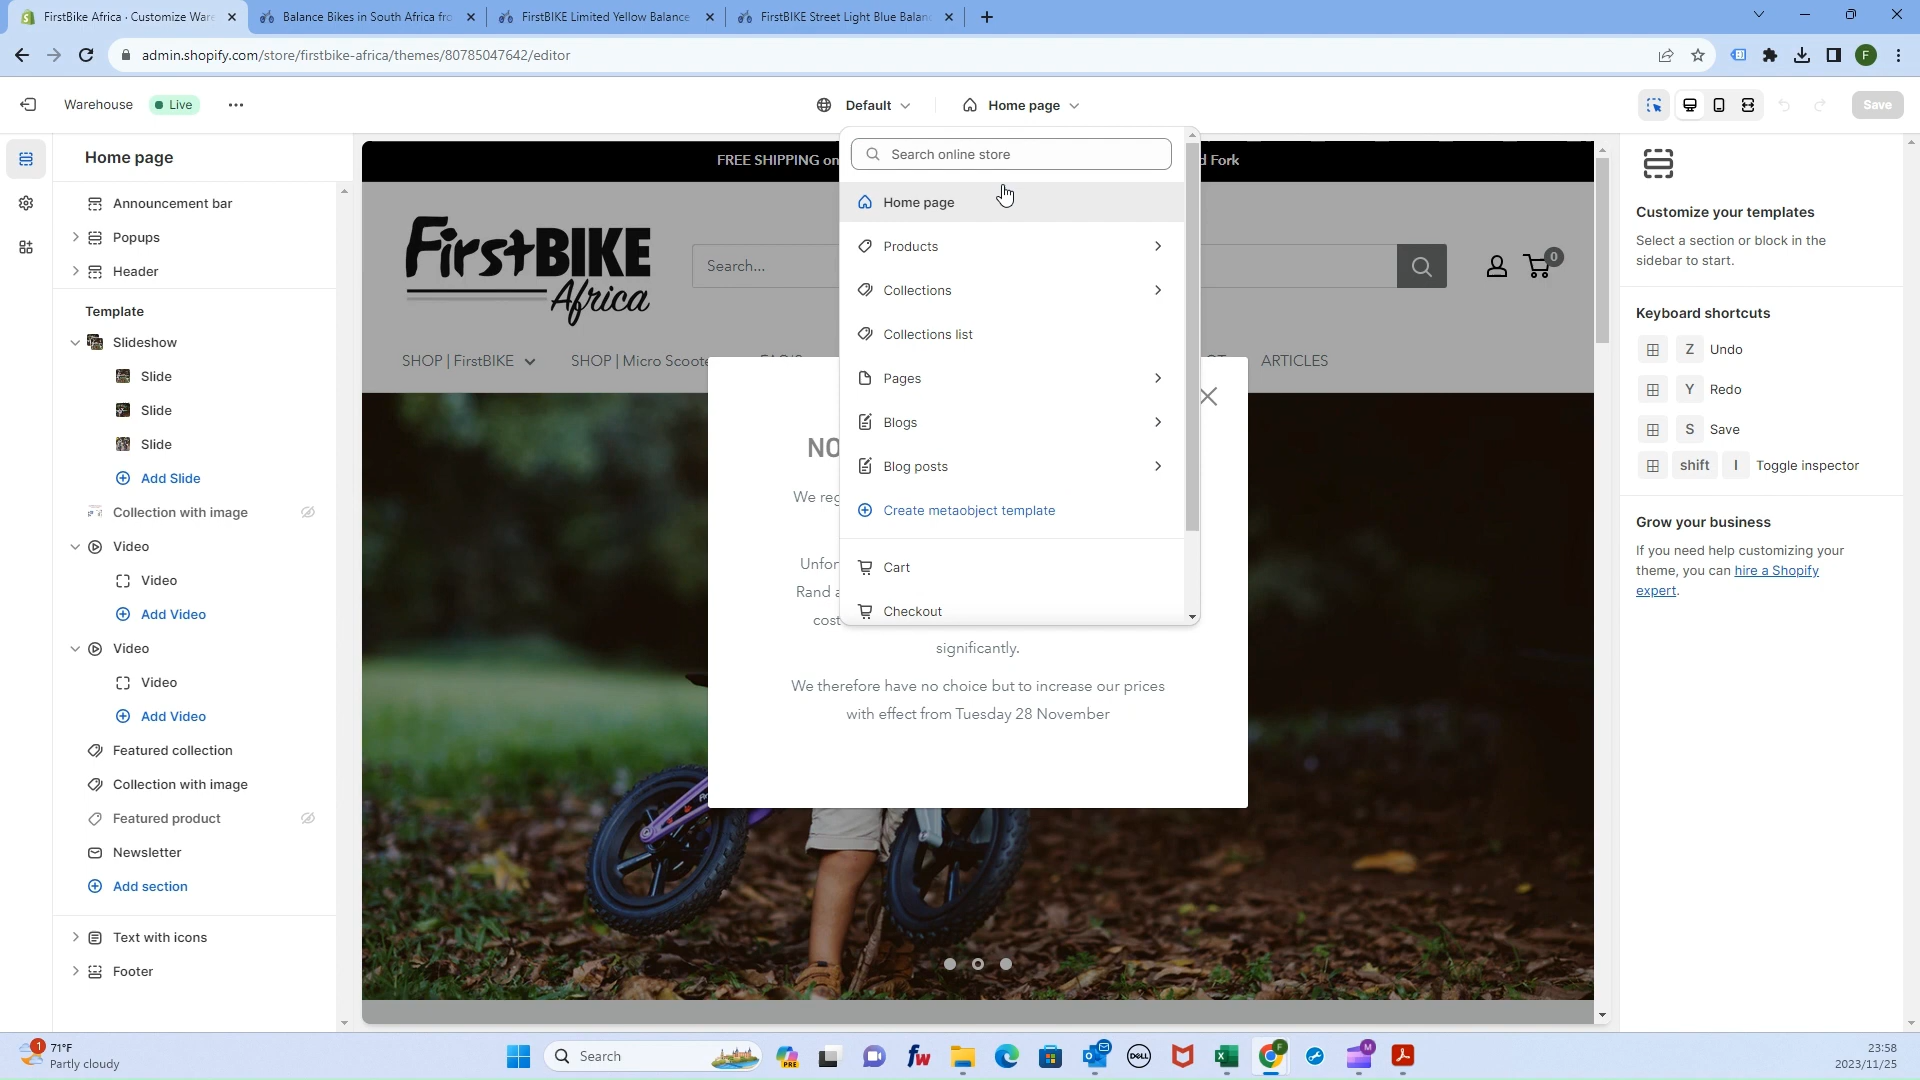 FirstBike Africa · Customize Ware
Balance Bikes in South Africa fro
FirstBIKE Limited Yellow Balance
FirstBIKE Street Light Blue Balan
admin.shopify.com/store/firstbike-africa/themes/80785047642/editor
F
Warehouse
Live
Default
Home page
Save
Home page
Announcement bar
Popups
Header
Template
Slideshow
Slide
Slide
Slide
Add Slide
Collection with image
Video
Video
Add Video
Video
Video
Add Video
Featured collection
Collection with image
Featured product
Newsletter
Add section
Text with icons
Footer
FREE SHIPPING on
d Fork
FirstBIKE
Africa
Search...
0
SHOP | FirstBIKE
SHOP | Micro Scoote
ARTICLES
Search online store
Home page
Products
Collections
Collections list
Pages
Blogs
Blog posts
Create metaobject template
Cart
Checkout
NO
We reg
Unfor
Rand a
cost
significantly.
We therefore have no choice but to increase our prices
with effect from Tuesday 28 November
Customize your templates
Select a section or block in the
sidebar to start.
Keyboard shortcuts
Z Undo
Y Redo
S Save
shift I Toggle inspector
Grow your business
If you need help customizing your
theme, you can hire a Shopify
expert.
1
71°F
Partly cloudy
Search
PRE
fw
DELL
F
M
23:58
2023/11/25